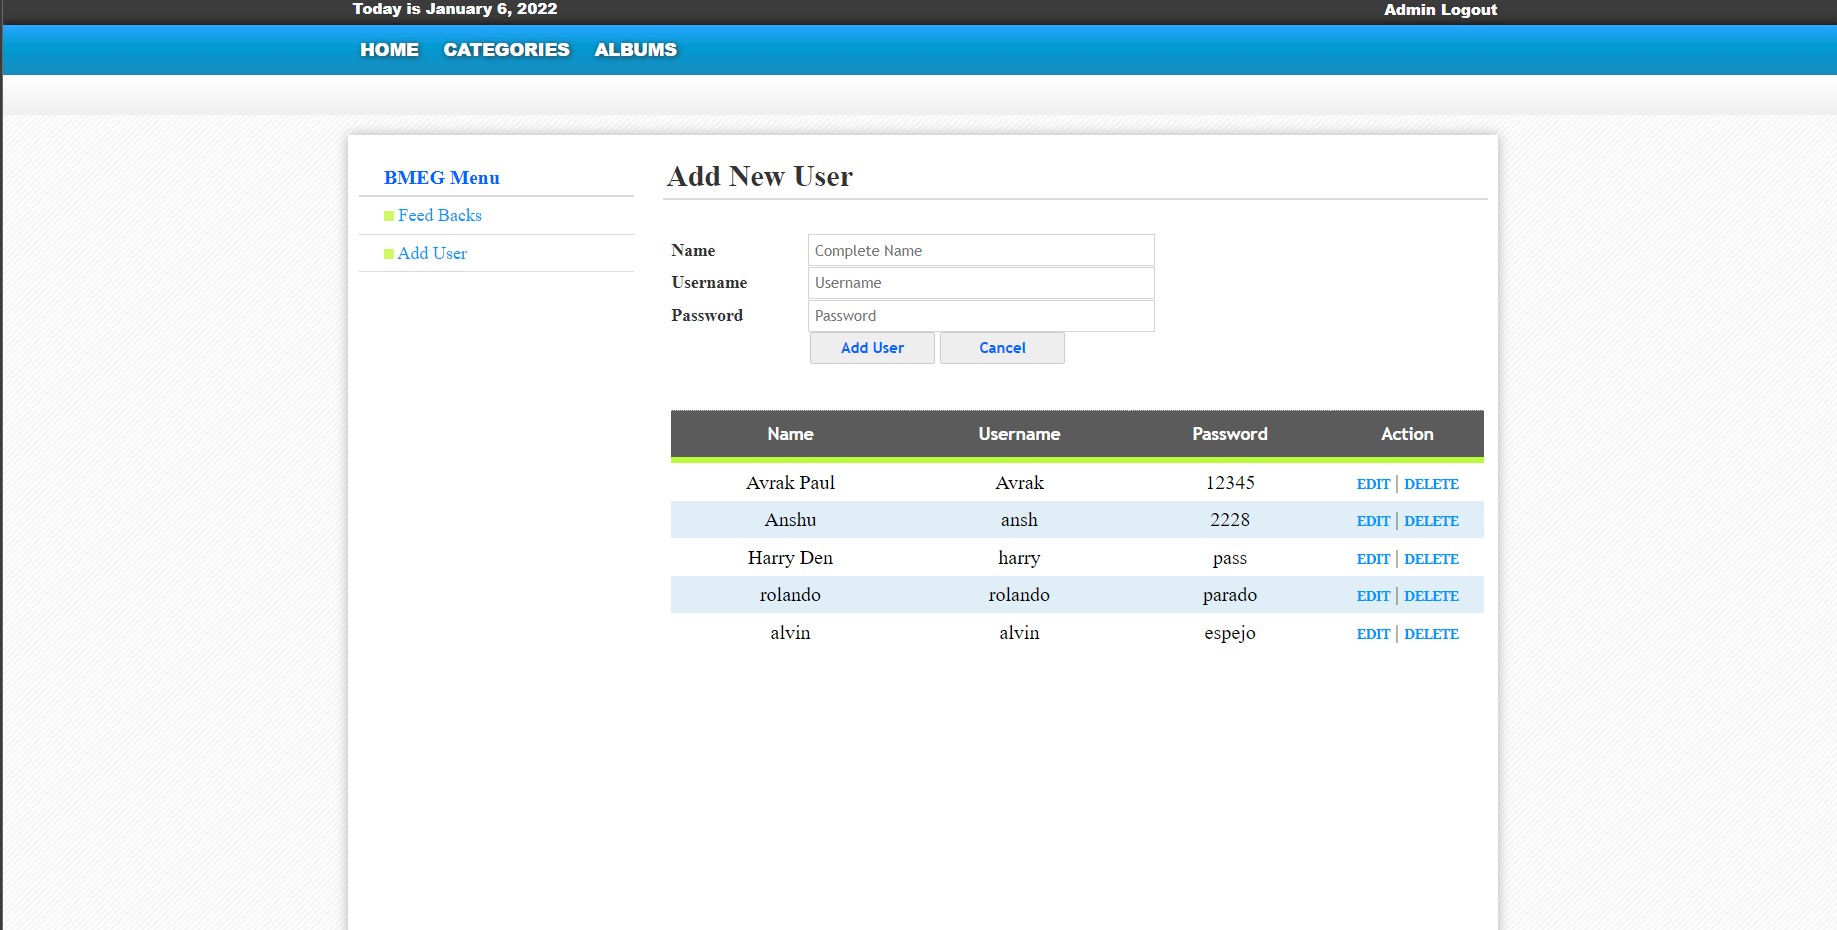 Today is January 6, 2022 Admin Logout
HOME CATEGORIES ALBUMS
BMEG Menu
Feed Backs
Add User
Add New User
Name Complete Name
Username Username
Password Password
Add User Cancel
Name Username Password Action
Avrak Paul Avrak 12345 EDIT | DELETE
Anshu ansh 2228 EDIT | DELETE
Harry Den harry pass EDIT | DELETE
rolando rolando parado EDIT | DELETE
alvin alvin espejo EDIT | DELETE